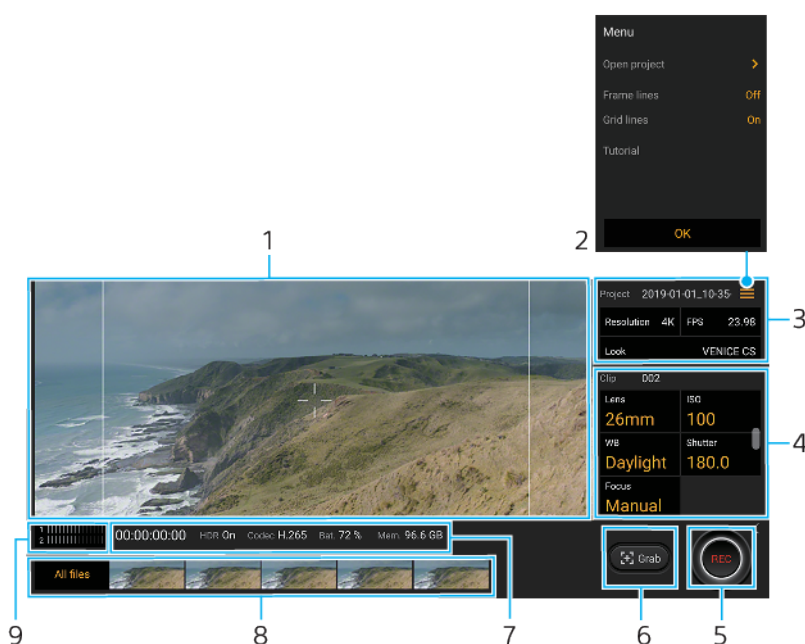 Menu
Open project >
Frame lines Off
Grid lines On
Tutorial
OK
1
2
Project 2019-01-01_10-35-
Resolution 4K FPS 23.98
Look VENICE CS
3
Clip 002
Lens ISO
26mm 100
WB Shutter
Daylight 180.0
Focus
Manual
4
1
2
00:00:00:00 HDR On Codec H.265 Bat. 72 % Mem. 96.6 GB
Grab
REC
All files
9
8
7
6
5